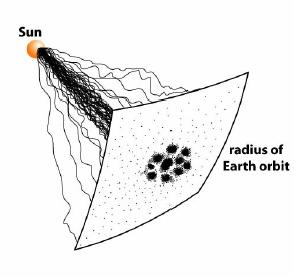 Sun
radius of
Earth orbit